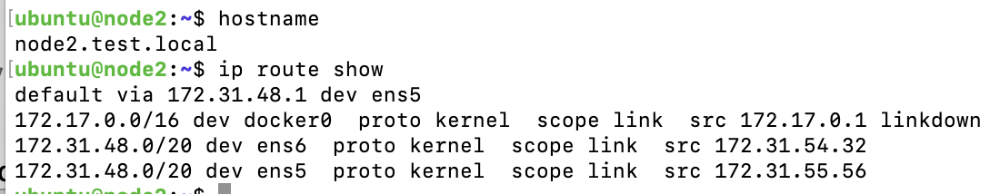 [ubuntu@node2:~$ hostname
node2.test.local
[ubuntu@node2:~$ ip route show
default via 172.31.48.1 dev ens5
172.17.0.0/16 dev docker0  proto kernel  scope link  src 172.17.0.1 linkdown
172.31.48.0/20 dev ens6  proto kernel  scope link  src 172.31.54.32
172.31.48.0/20 dev ens5  proto kernel  scope link  src 172.31.55.56
ubuntu@node2:~$